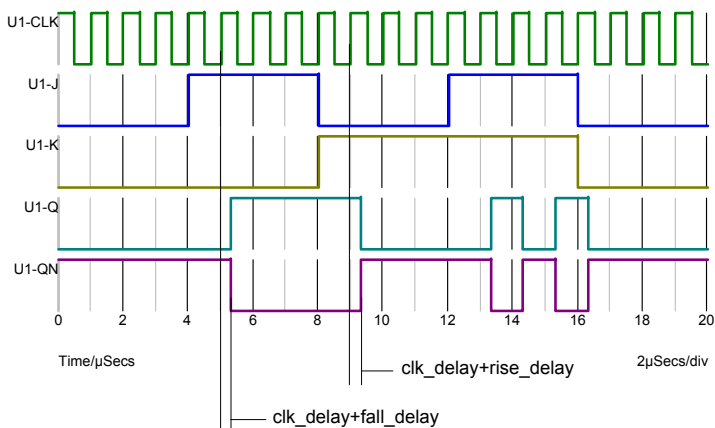 U1-CLK
U1-J
U1-K
U1-Q
U1-QN
0 2 4 6 8 10 12 14 16 18 20
Time/µSecs 2µSecs/div
clk_delay+rise_delay
clk_delay+fall_delay